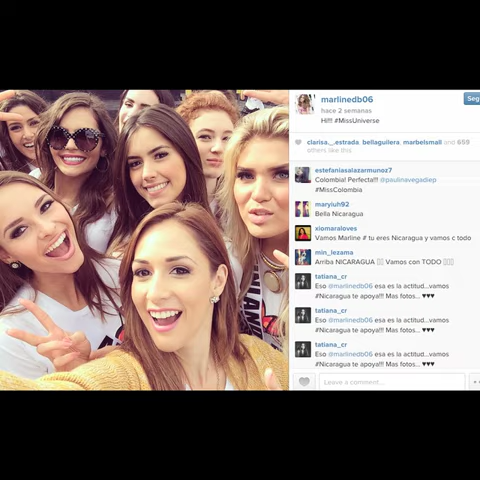 marlinedb06
Seg
hace 2 semanas
Hi!!! #MissUniverse
clarisa._.estrada, bellaguilera, marbelsmall and 659
others like this.
estefaniasalazarmunoz7
Colombia! Perfecta!!! @paulinavegadiep
#MissColombia
maryluh92
Bella Nicaragua
xiomaraloves
Vamos Marline # tu eres Nicaragua y vamos c todo
min_lezama
Arriba NICARAGUA Vamos con TODO
tatiana_cr
Eso @marlinedb06 esa es la actitud...vamos
#Nicaragua te apoya!! Mas fotos... ♥♥♥
tatiana_cr
Eso @marlinedb06 esa es la actitud...vamos
#Nicaragua te apoya!! Mas fotos... ♥♥♥
tatiana_cr
Eso @marlinedb06 esa es la actitud...vamos
#Nicaragua te apoya!! Mas fotos... ♥♥♥
Leave a comment...